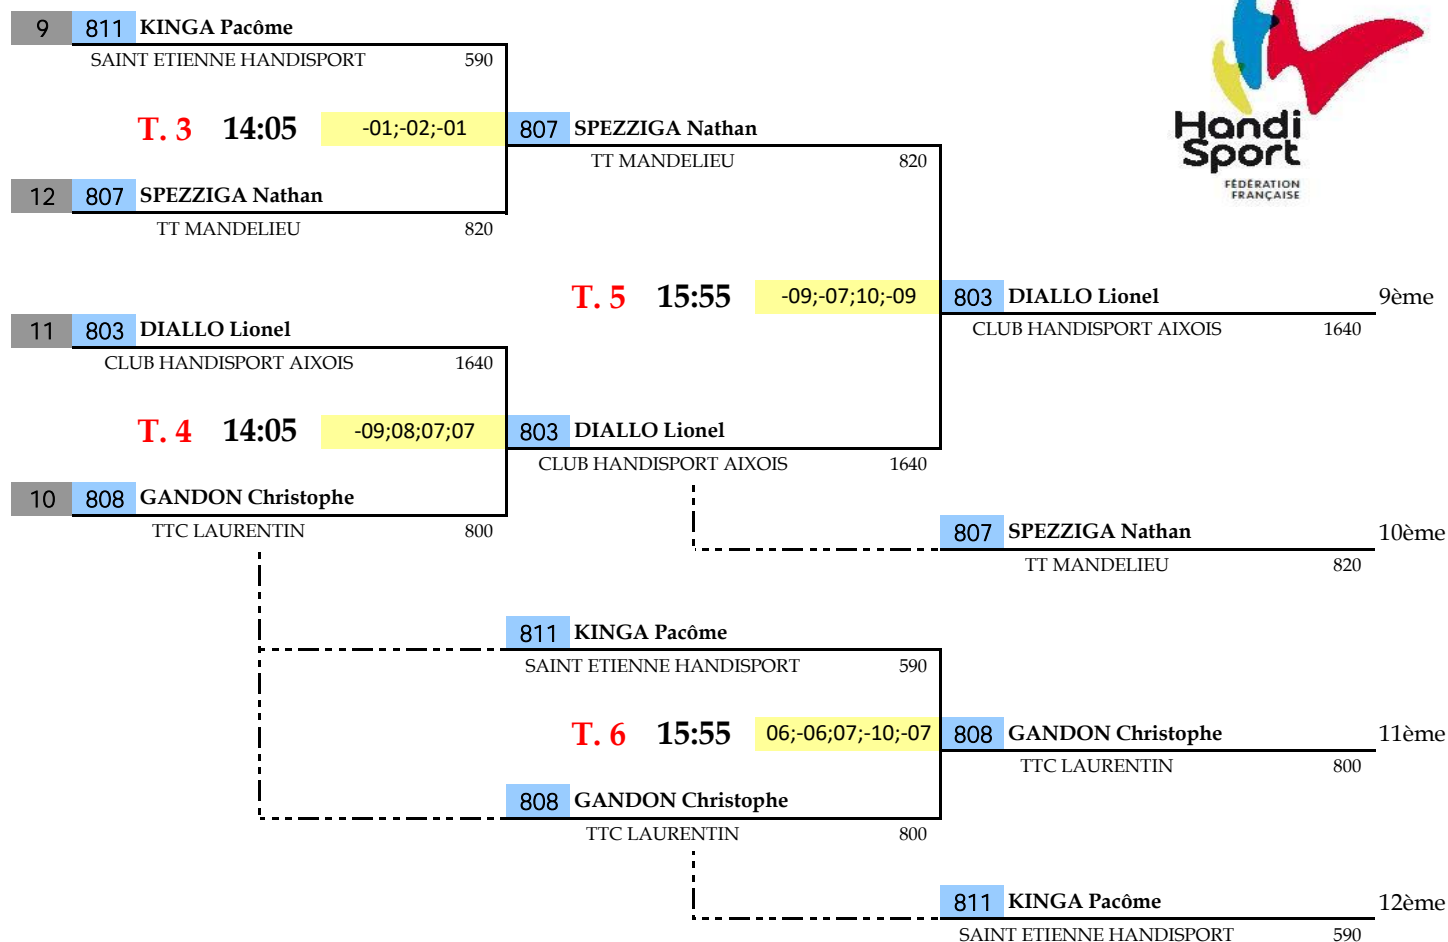 9 811 KINGA Pacôme
SAINT ETIENNE HANDISPORT 590
T. 3 14:05 -01;-02;-01 807 SPEZZIGA Nathan
TT MANDELIEU 820
12 807 SPEZZIGA Nathan
TT MANDELIEU 820
Handi
Sport
FÉDÉRATION
FRANÇAISE
T. 5 15:55 -09;-07;10;-09 803 DIALLO Lionel 9ème
CLUB HANDISPORT AIXOIS 1640
11 803 DIALLO Lionel
CLUB HANDISPORT AIXOIS 1640
T. 4 14:05 -09;08;07;07 803 DIALLO Lionel
CLUB HANDISPORT AIXOIS 1640
10 808 GANDON Christophe
TTC LAURENTIN 800
807 SPEZZIGA Nathan 10ème
TT MANDELIEU 820
811 KINGA Pacôme
SAINT ETIENNE HANDISPORT 590
T. 6 15:55 06;-06;07;-10;-07 808 GANDON Christophe 11ème
TTC LAURENTIN 800
808 GANDON Christophe
TTC LAURENTIN 800
811 KINGA Pacôme 12ème
SAINT ETIENNE HANDISPORT 590